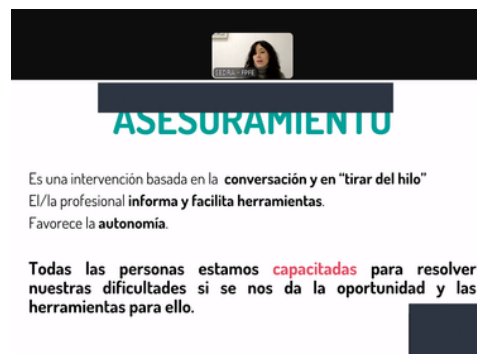 ASESORAMIENTO
Es una intervención basada en la conversación y en “tirar del hilo”
El/la profesional informa y facilita herramientas.
Favorece la autonomía.
Todas las personas estamos capacitadas para resolver
nuestras dificultades si se nos da la oportunidad y las
herramientas para ello.